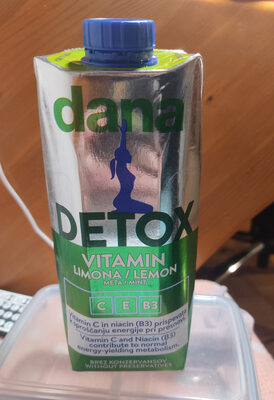 dana
DETOX
VITAMIN
LIMONA / LEMON
META / MINT
C E B3
Vitamin C in niacin (B3) prispevata
k sproščanju energije pri presnovi.
Vitamin C and Niacin (B3)
contribute to normal
energy-yielding metabolism.
BREZ KONZERVANSOV
WITHOUT PRESERVATIVES